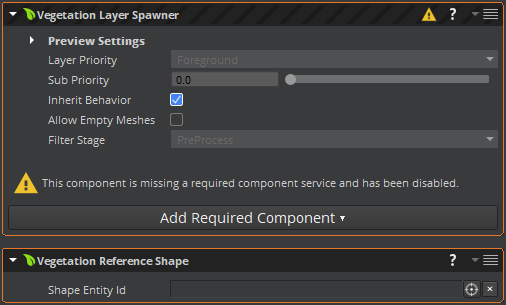 Vegetation Layer Spawner
?
Preview Settings
Layer Priority Foreground
Sub Priority 0.0
Inherit Behavior
Allow Empty Meshes
Filter Stage PreProcess
This component is missing a required component service and has been disabled.
Add Required Component
Vegetation Reference Shape
?
Shape Entity Id